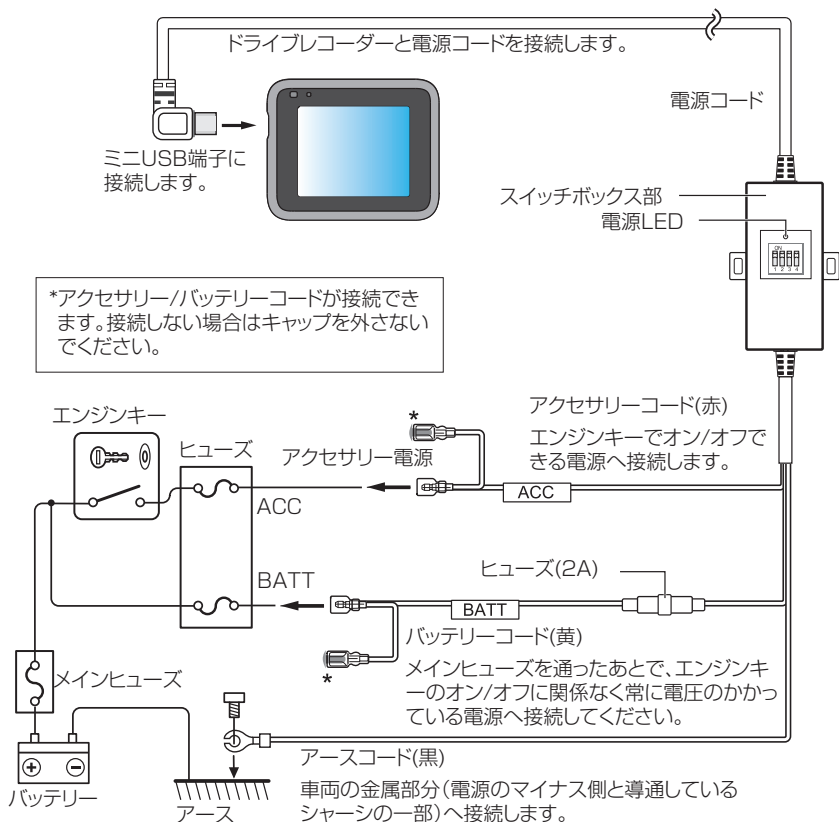 ドライブレコーダーと電源コードを接続します。
電源コード
ミニUSB端子に
接続します。
スイッチボックス部
電源LED
ON
1 2 3 4
*アクセサリー/バッテリーコードが接続でき
ます。接続しない場合はキャップを外さない
でください。
エンジンキー
ヒューズ
アクセサリー電源
*
アクセサリーコード(赤)
エンジンキーでオン/オフで
きる電源へ接続します。
ACC
ACC
BATT
ヒューズ(2A)
BATT
バッテリーコード(黄)
*
メインヒューズを通ったあとで、エンジンキ
ーのオン/オフに関係なく常に電圧のかかっ
ている電源へ接続してください。
メインヒューズ
+ −
バッテリー
アース
アースコード(黒)
車両の金属部分(電源のマイナス側と導通している
シャーシの一部)へ接続します。